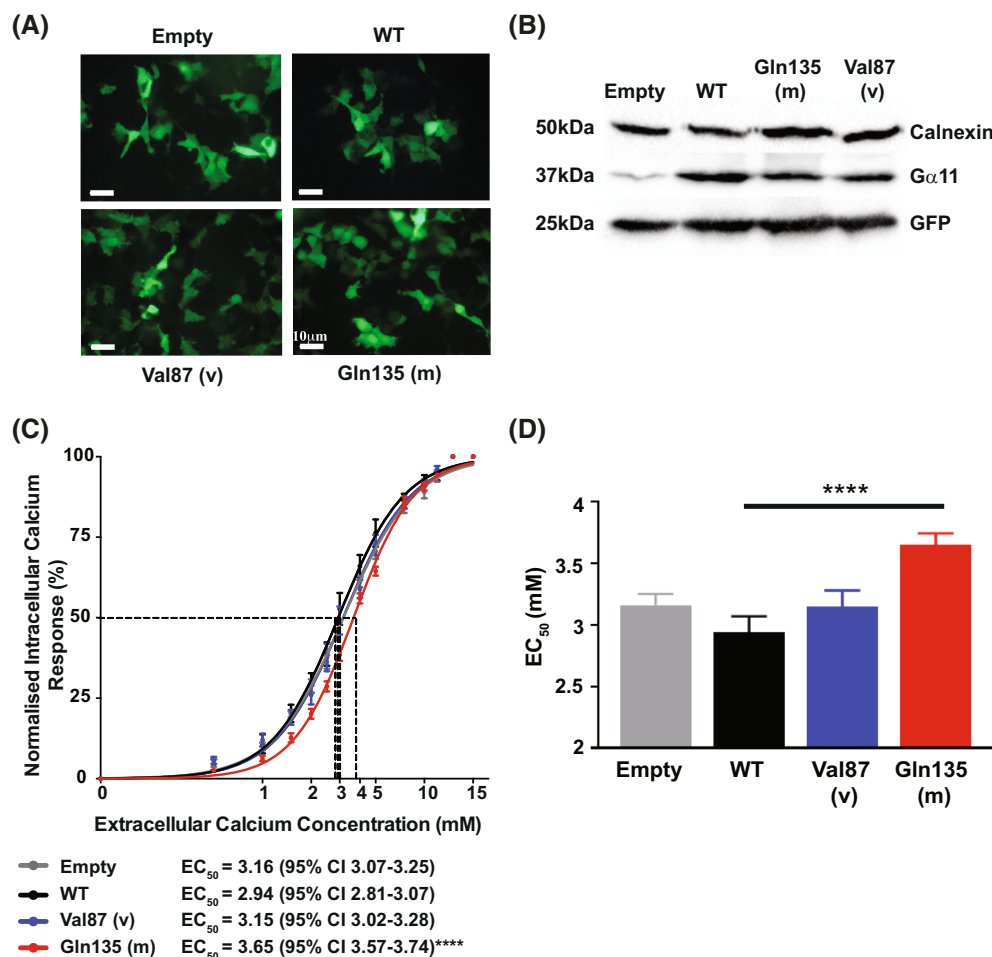 (A)
Empty
WT
10μm
Val87 (v)
Gln135 (m)
(B)
Empty
WT
Gln135
(m)
Val87
(v)
50kDa
Calnexin
37kDa
Gα11
25kDa
GFP
(C)
Normalised Intracellular Calcium
Response (%)
100
75
50
25
0
0
1
2
3
4
5
10
15
Extracellular Calcium Concentration (mM)
Empty EC50 = 3.16 (95% CI 3.07-3.25)
WT EC50 = 2.94 (95% CI 2.81-3.07)
Val87 (v) EC50 = 3.15 (95% CI 3.02-3.28)
Gln135 (m) EC50 = 3.65 (95% CI 3.57-3.74)****
(D)
****
EC50 (mM)
4
3.5
3
2.5
2
Empty
WT
Val87
(v)
Gln135
(m)